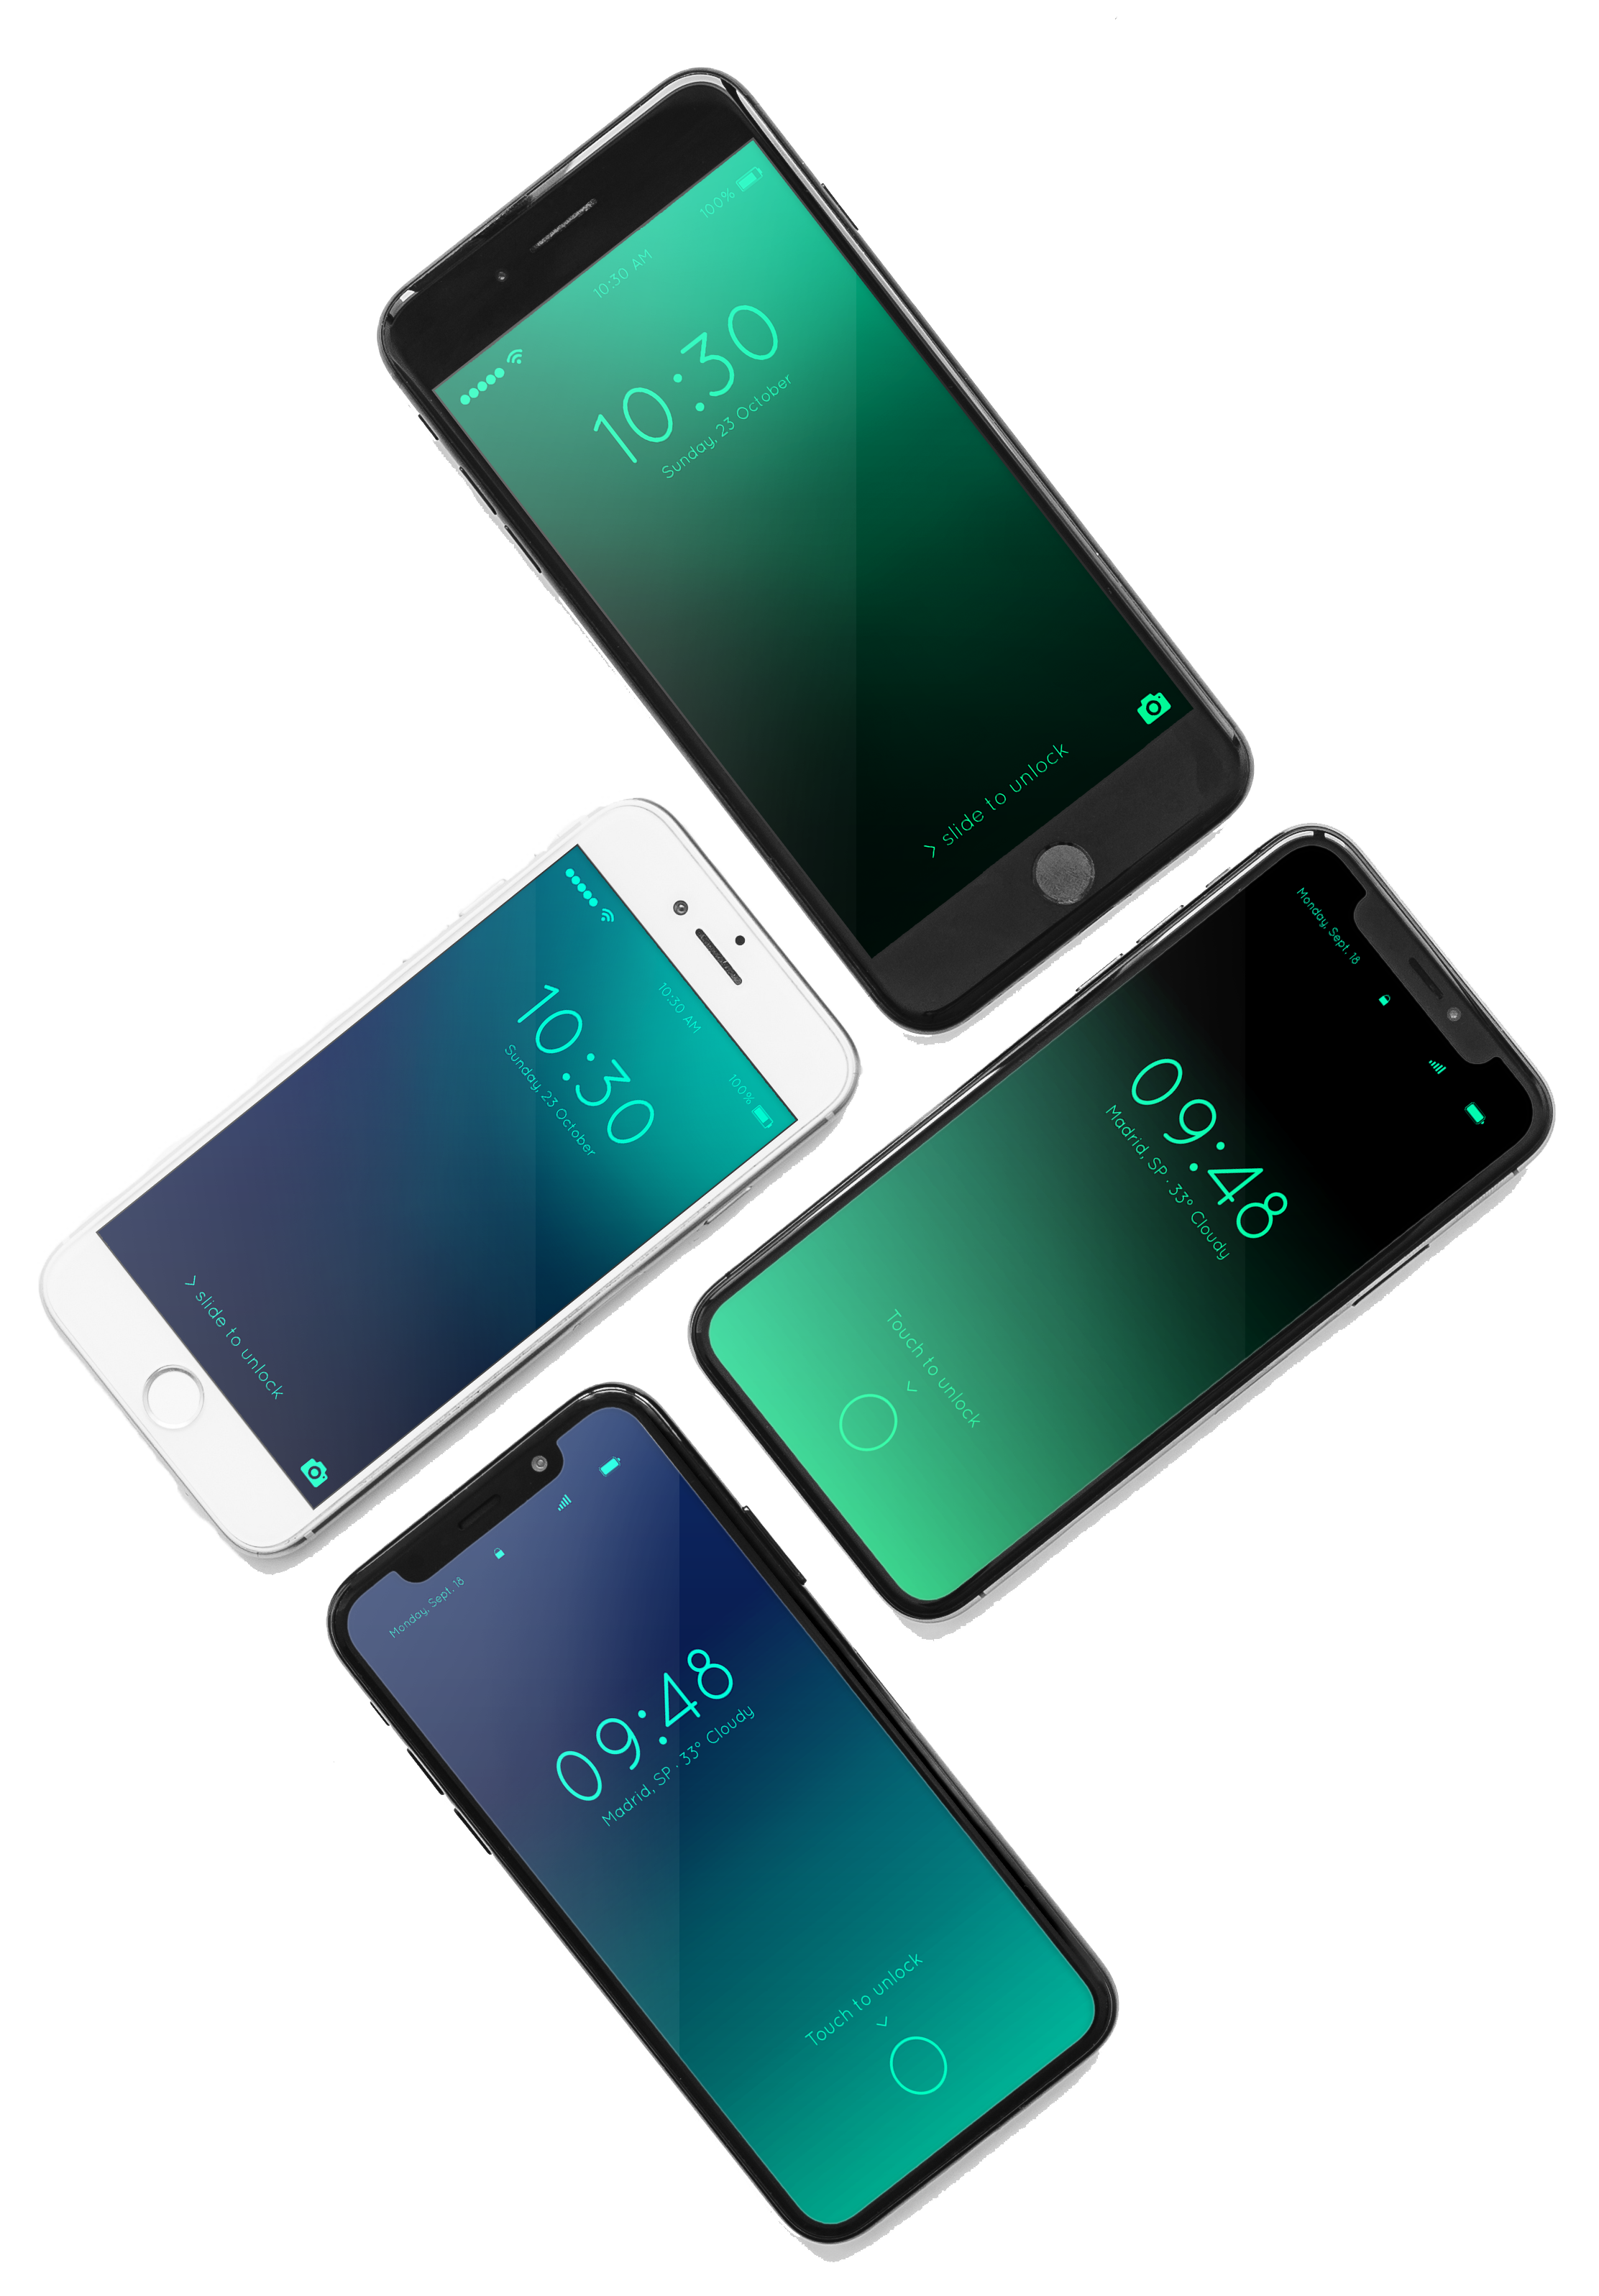 100%
10:30 AM
10:30
Sunday, 23 October
> slide to unlock
10:30 AM
100%
10:30
Sunday, 23 October
> slide to unlock
Monday, Sept. 18
09:48
Madrid, SP . 33° Cloudy
Touch to unlock
Monday, Sept. 18
09:48
Madrid, SP . 33° Cloudy
Touch to unlock